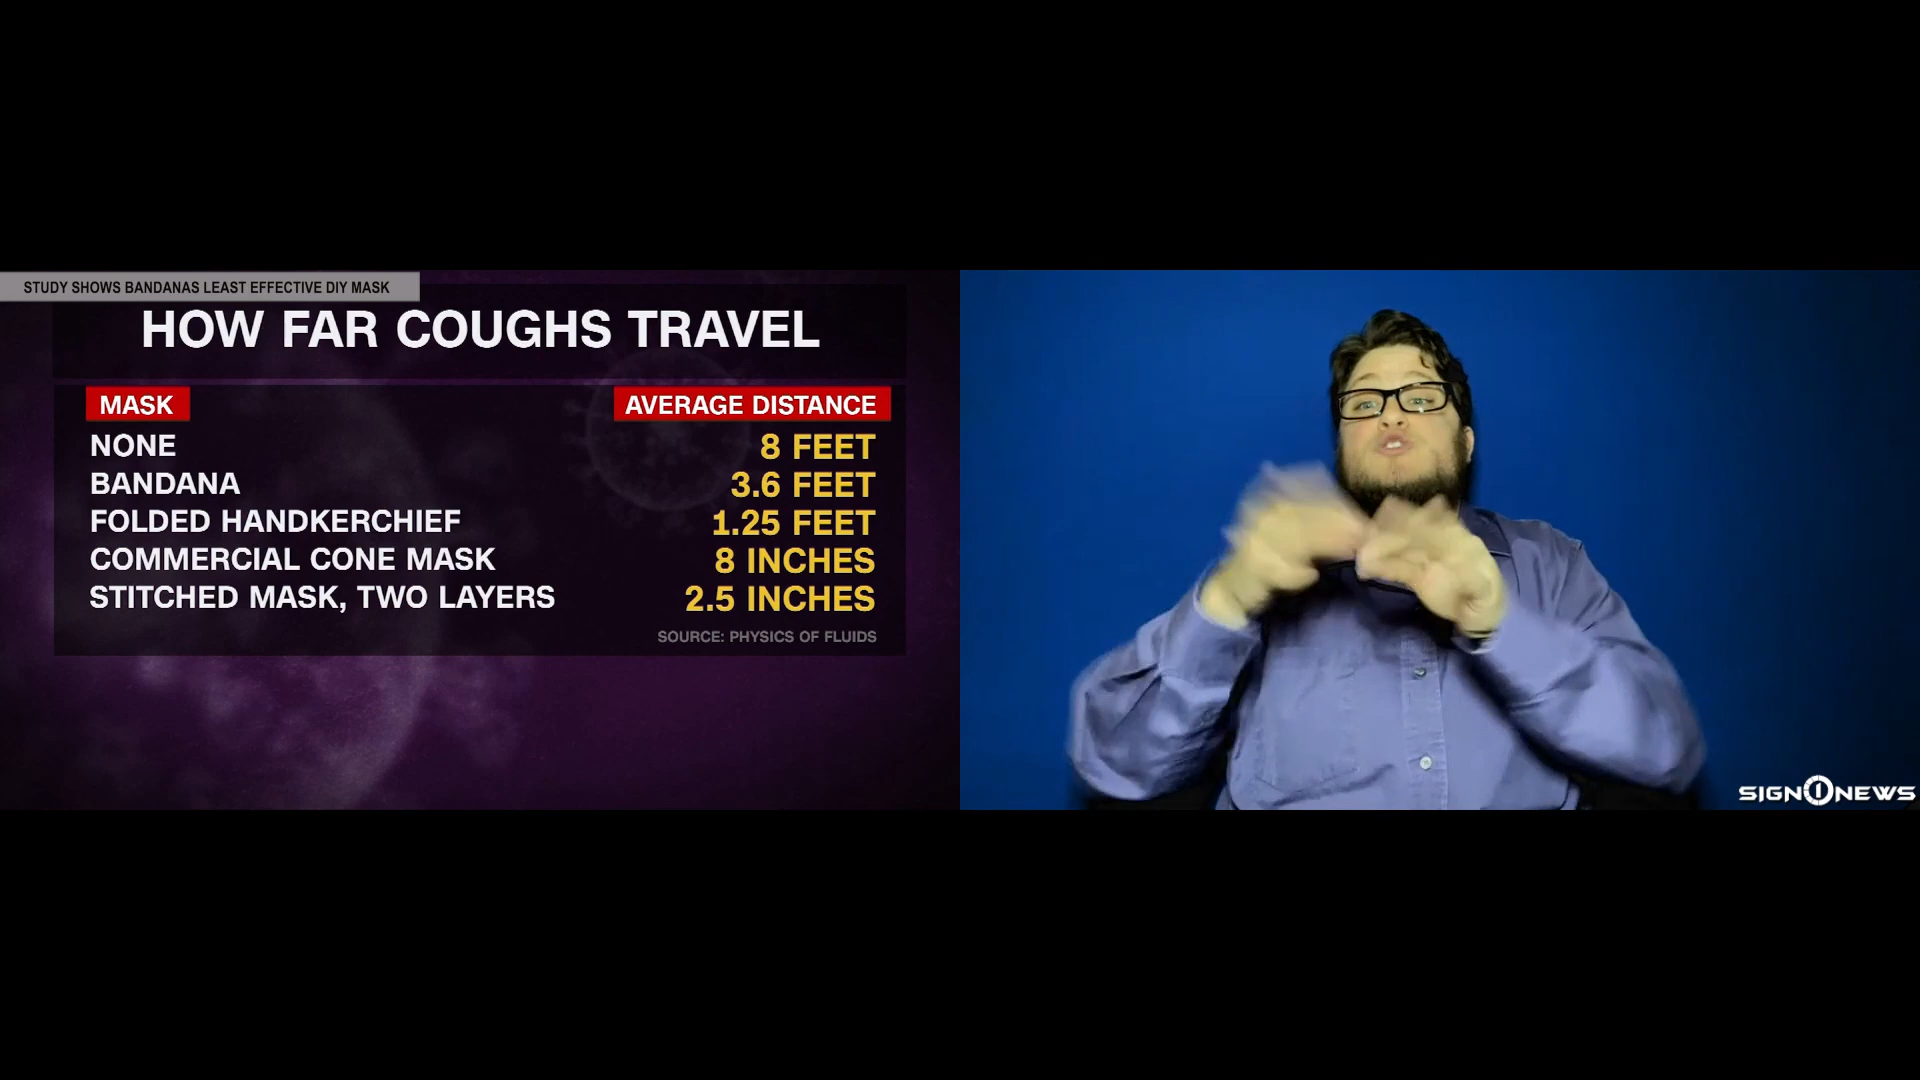 STUDY SHOWS BANDANAS LEAST EFFECTIVE DIY MASK
HOW FAR COUGHS TRAVEL
MASK AVERAGE DISTANCE
NONE 8 FEET
BANDANA 3.6 FEET
FOLDED HANDKERCHIEF 1.25 FEET
COMMERCIAL CONE MASK 8 INCHES
STITCHED MASK, TWO LAYERS 2.5 INCHES
SOURCE: PHYSICS OF FLUIDS
SIGN1NEWS